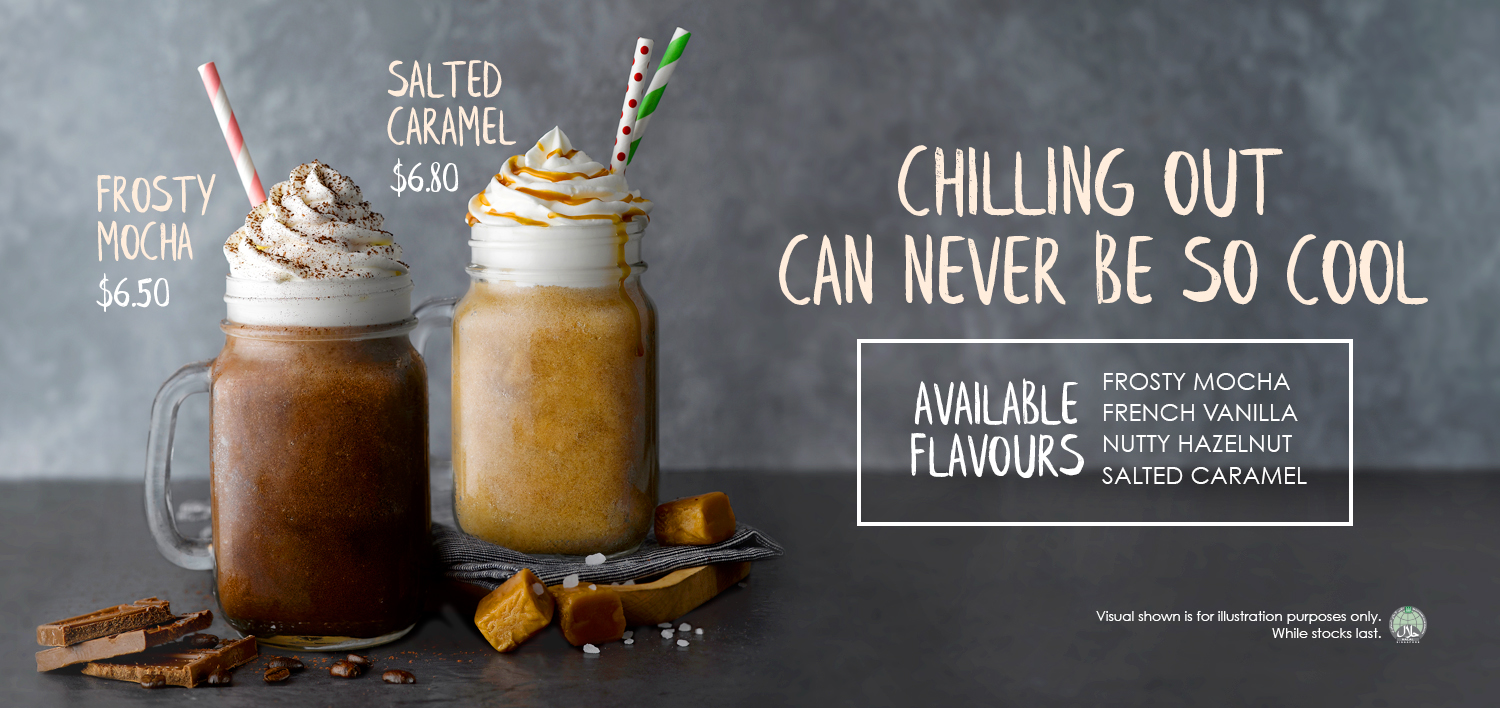 SALTED
CARAMEL
$6.80
FROSTY
MOCHA
$6.50
CHILLING OUT
CAN NEVER BE SO COOL
AVAILABLE
FLAVOURS
FROSTY MOCHA
FRENCH VANILLA
NUTTY HAZELNUT
SALTED CARAMEL
Visual shown is for illustration purposes only.
While stocks last.
حلال